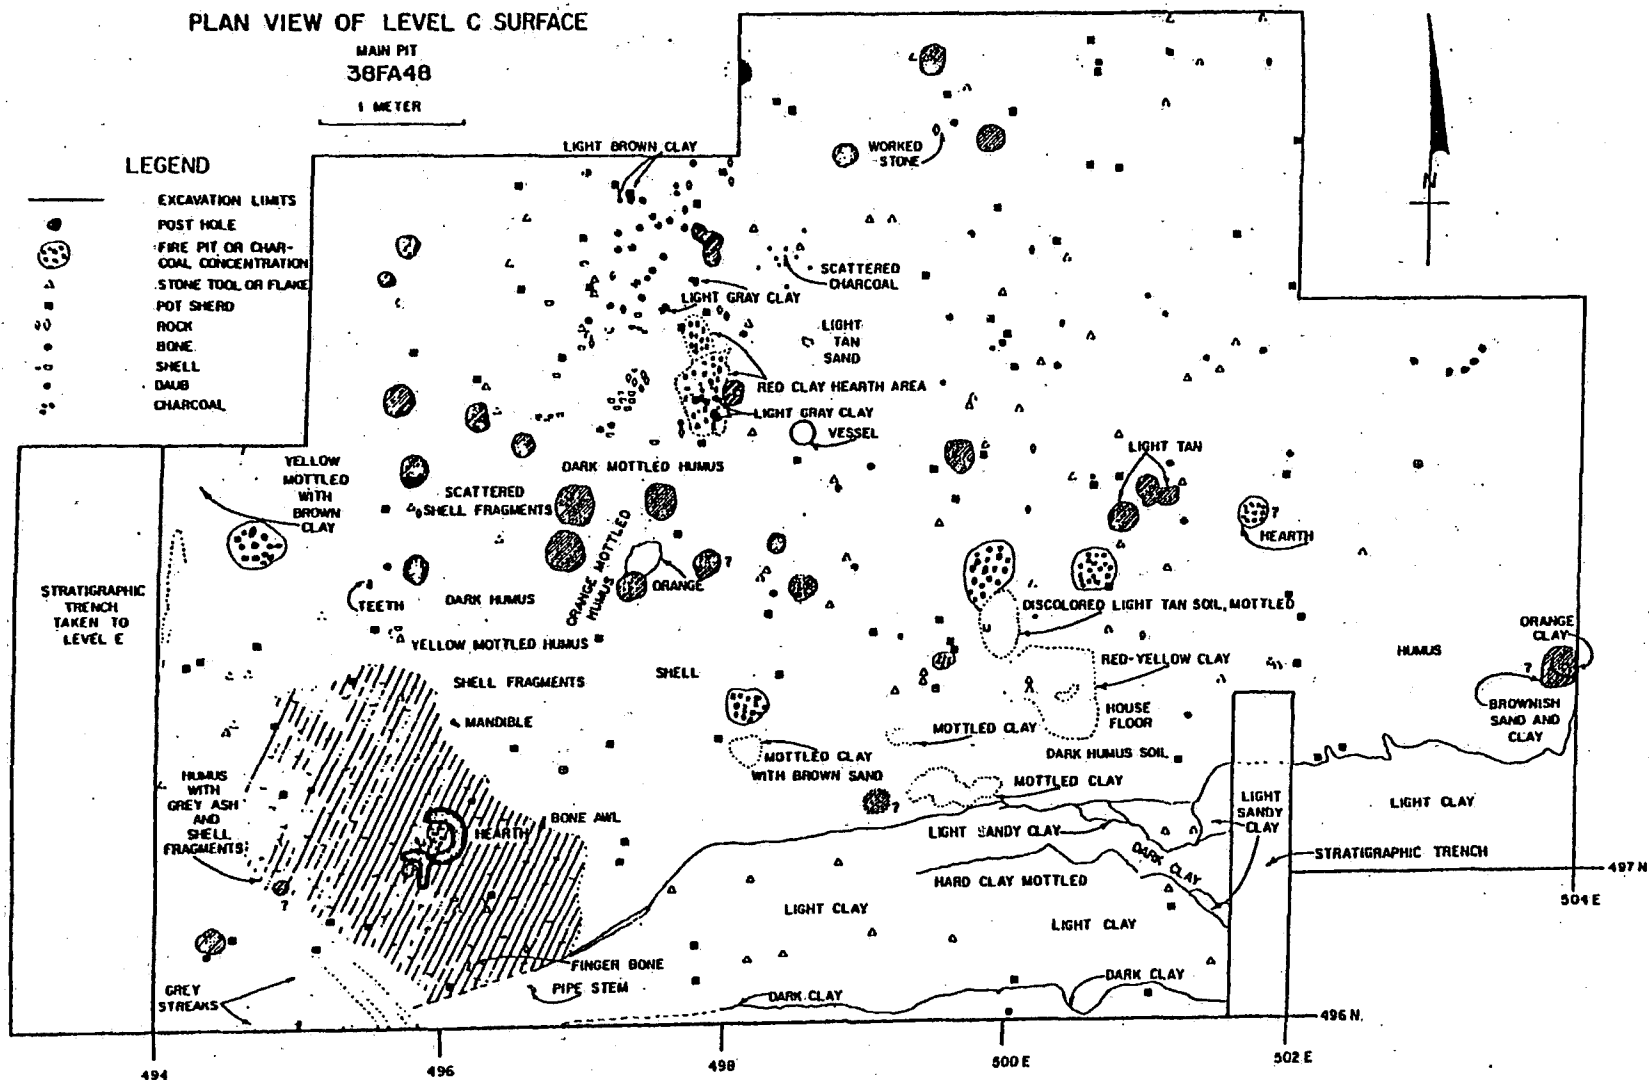 PLAN VIEW OF LEVEL C SURFACE
MAIN PIT
38FA48
1 METER
LEGEND
EXCAVATION LIMITS
POST HOLE
FIRE PIT OR CHAR-
COAL CONCENTRATION
STONE TOOL OR FLAKE
POT SHERD
ROCK
BONE
SHELL
DAUB
CHARCOAL
N
LIGHT BROWN CLAY
WORKED
STONE
SCATTERED
CHARCOAL
LIGHT GRAY CLAY
LIGHT
TAN
SAND
RED CLAY HEARTH AREA
LIGHT GRAY CLAY
VESSEL
YELLOW
MOTTLED
WITH
BROWN
CLAY
DARK MOTTLED HUMUS
SCATTERED
SHELL FRAGMENTS
LIGHT TAN
?
HEARTH
STRATIGRAPHIC
TRENCH
TAKEN TO
LEVEL E
ORANGE MOTTLED
HUMUS
ORANGE
?
TEETH
DARK HUMUS
DISCOLORED LIGHT TAN SOIL, MOTTLED
YELLOW MOTTLED HUMUS
ORANGE
CLAY
HUMUS
?
SHELL
RED-YELLOW CLAY
SHELL FRAGMENTS
HOUSE
FLOOR
BROWNISH
SAND AND
CLAY
MANDIBLE
MOTTLED CLAY
DARK HUMUS SOIL
MOTTLED CLAY
WITH BROWN SAND
MOTTLED CLAY
HUMUS
WITH
GREY ASH
AND
SHELL
FRAGMENTS
?
LIGHT
SANDY
CLAY
LIGHT CLAY
BONE AWL
HEARTH
LIGHT SANDY CLAY
DARK CLAY
STRATIGRAPHIC TRENCH
497 N
HARD CLAY MOTTLED
?
504 E
LIGHT CLAY
LIGHT CLAY
FINGER BONE
PIPE STEM
GREY
STREAKS
DARK CLAY
DARK CLAY
496 N.
494
496
498
500 E
502 E